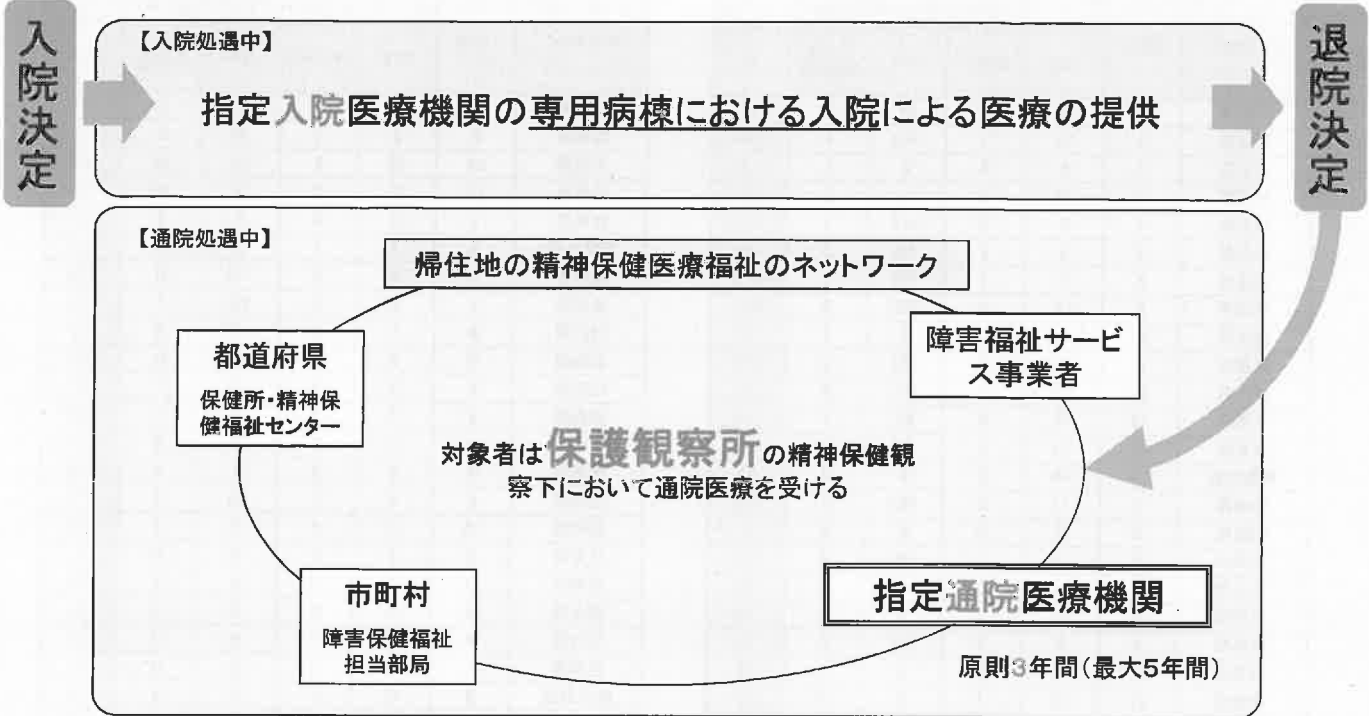 入院決定
【入院処遇中】
指定入院医療機関の専用病棟における入院による医療の提供
退院決定
【通院処遇中】
帰住地の精神保健医療福祉のネットワーク
都道府県
保健所・精神保
健福祉センター
障害福祉サービ
ス事業者
対象者は保護観察所の精神保健観
察下において通院医療を受ける
市町村
障害保健福祉
担当部局
指定通院医療機関
原則3年間(最大5年間)